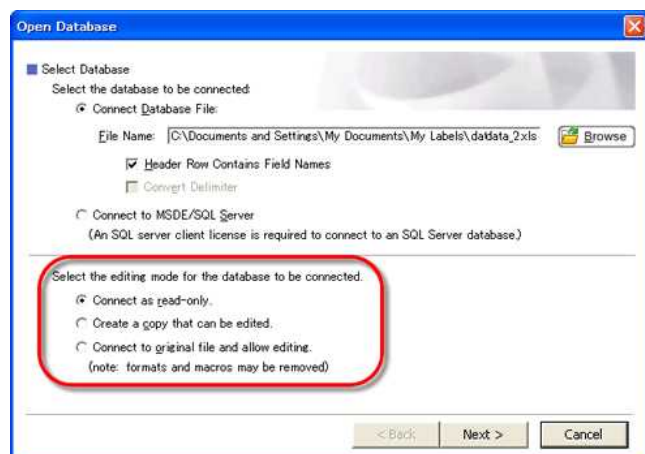 Open Database
Select Database
Select the database to be connected
Connect Database File:
File Name: C:\Documents and Settings\My Documents\My Labels\da\data_2.xls Browse
Header Row Contains Field Names
Convert Delimiter
Connect to MSDE/SQL Server
(An SQL server client license is required to connect to an SQL Server database.)
Select the editing mode for the database to be connected.
Connect as read-only.
Create a copy that can be edited.
Connect to original file and allow editing.
(note: formats and macros may be removed)
< Back Next > Cancel